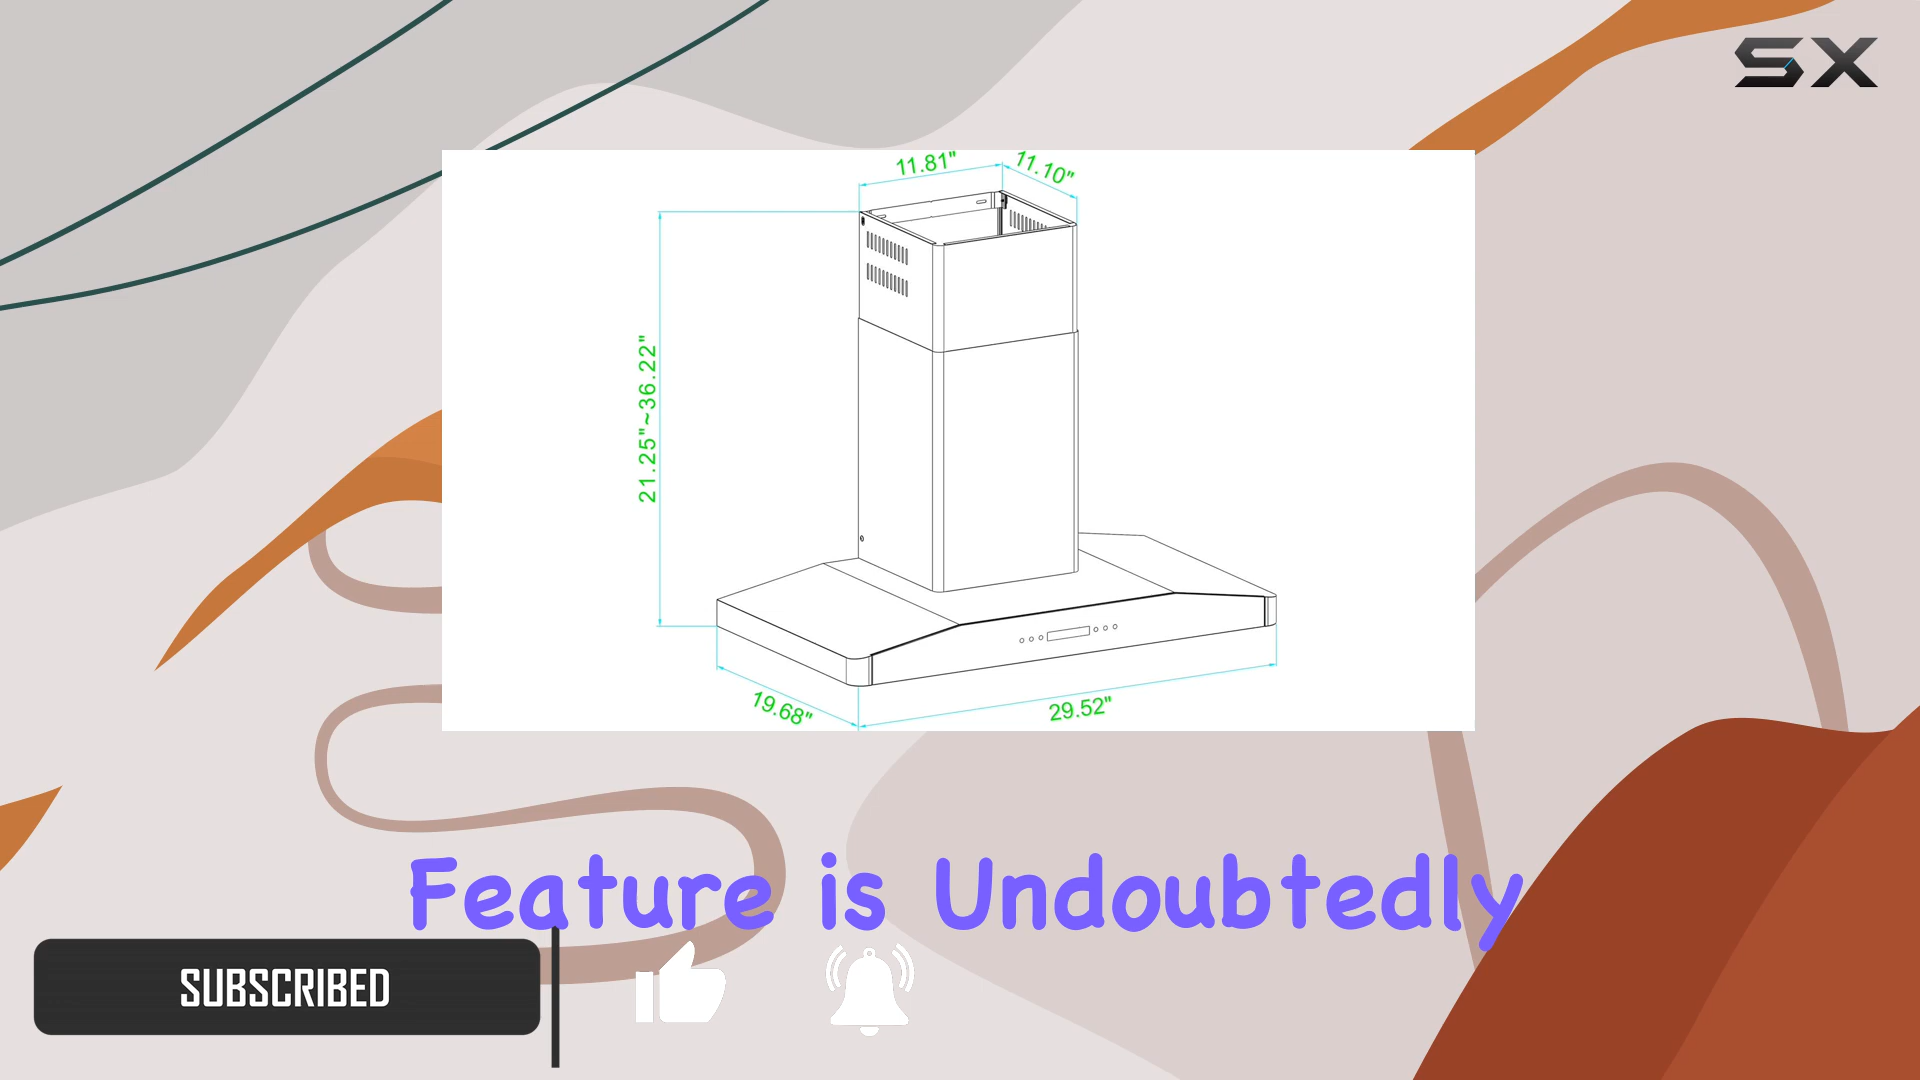 SX
11.81"
11.10"
21.25"~36.22"
19.68"
29.52"
Feature is Undoubtedly
SUBSCRIBED